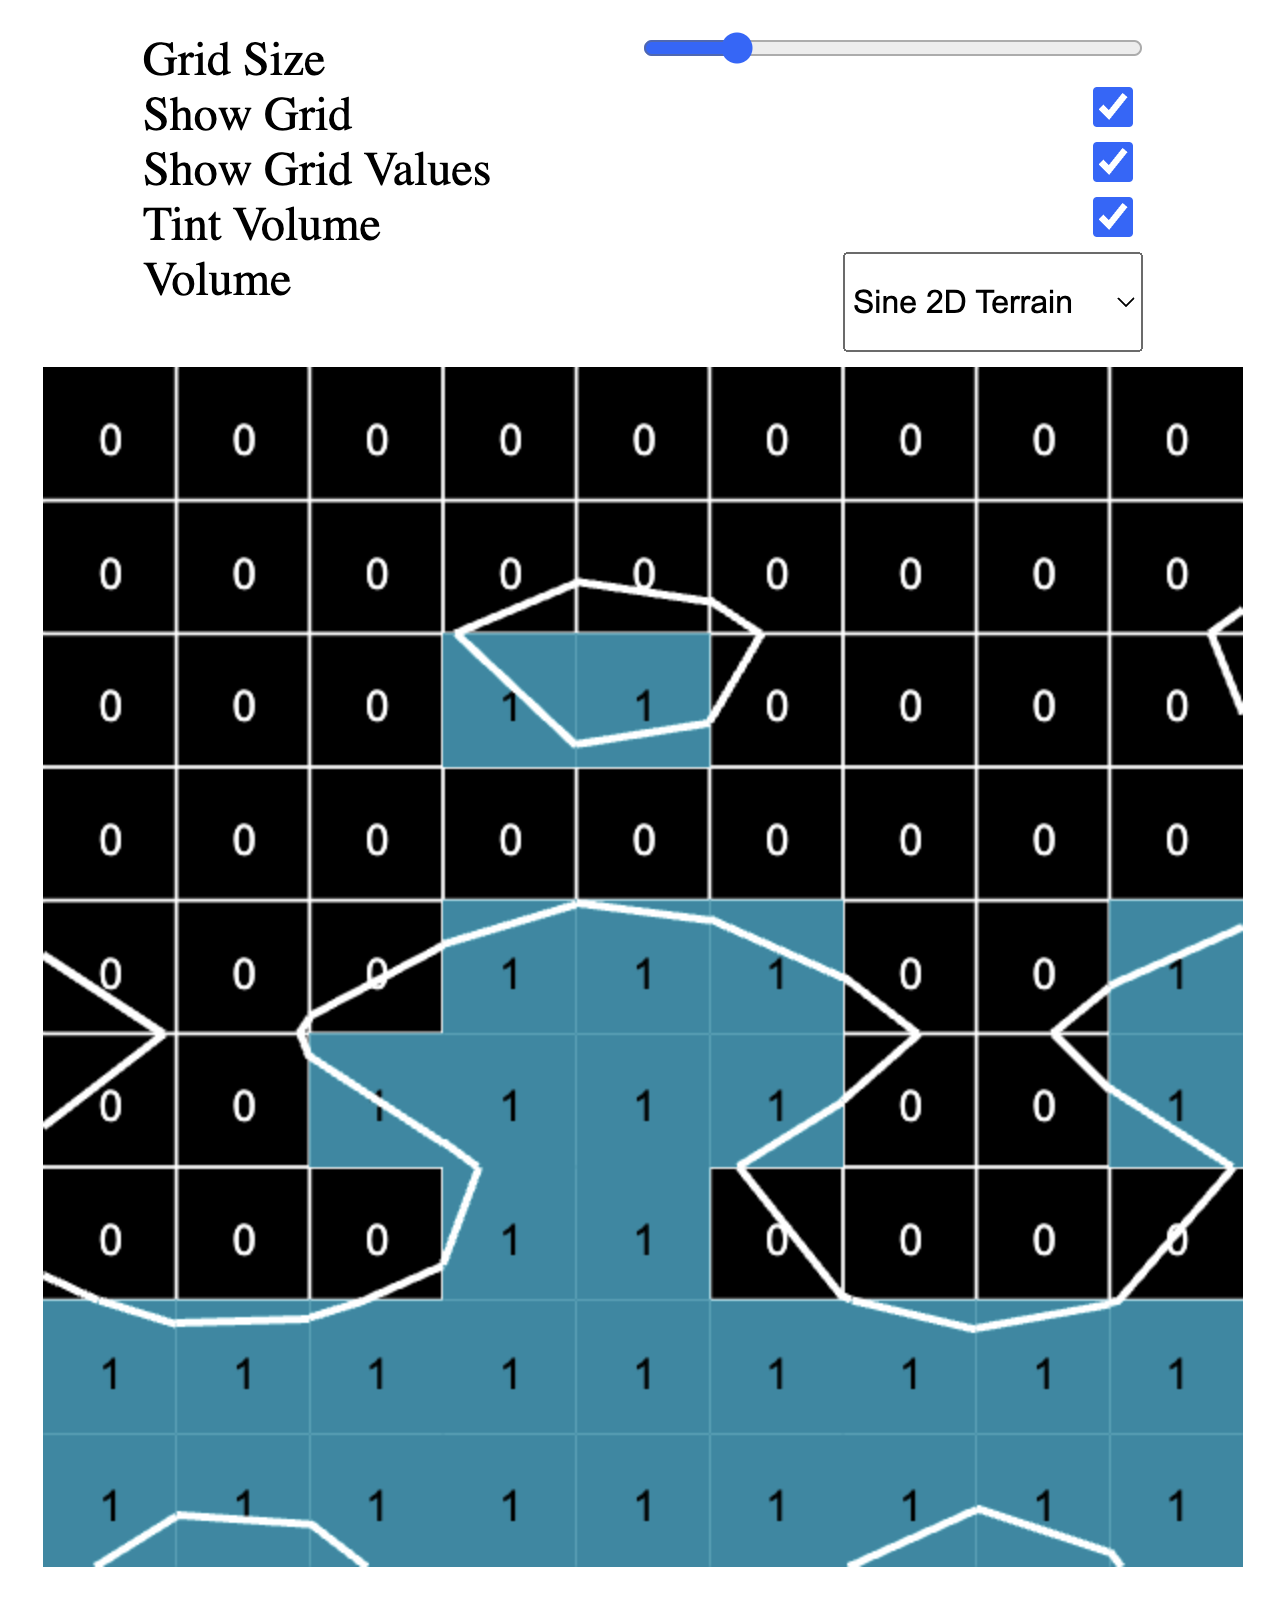 Grid Size
Show Grid
Show Grid Values
Tint Volume
Volume
Sine 2D Terrain
0 0 0 0 0 0 0 0 0
0 0 0 0 0 0 0 0 0
0 0 0 1 1 0 0 0 0
0 0 0 0 0 0 0 0 0
0 0 0 1 1 1 0 0 1
0 0 1 1 1 1 0 0 1
0 0 0 1 1 0 0 0 0
1 1 1 1 1 1 1 1 1
1 1 1 1 1 1 1 1 1